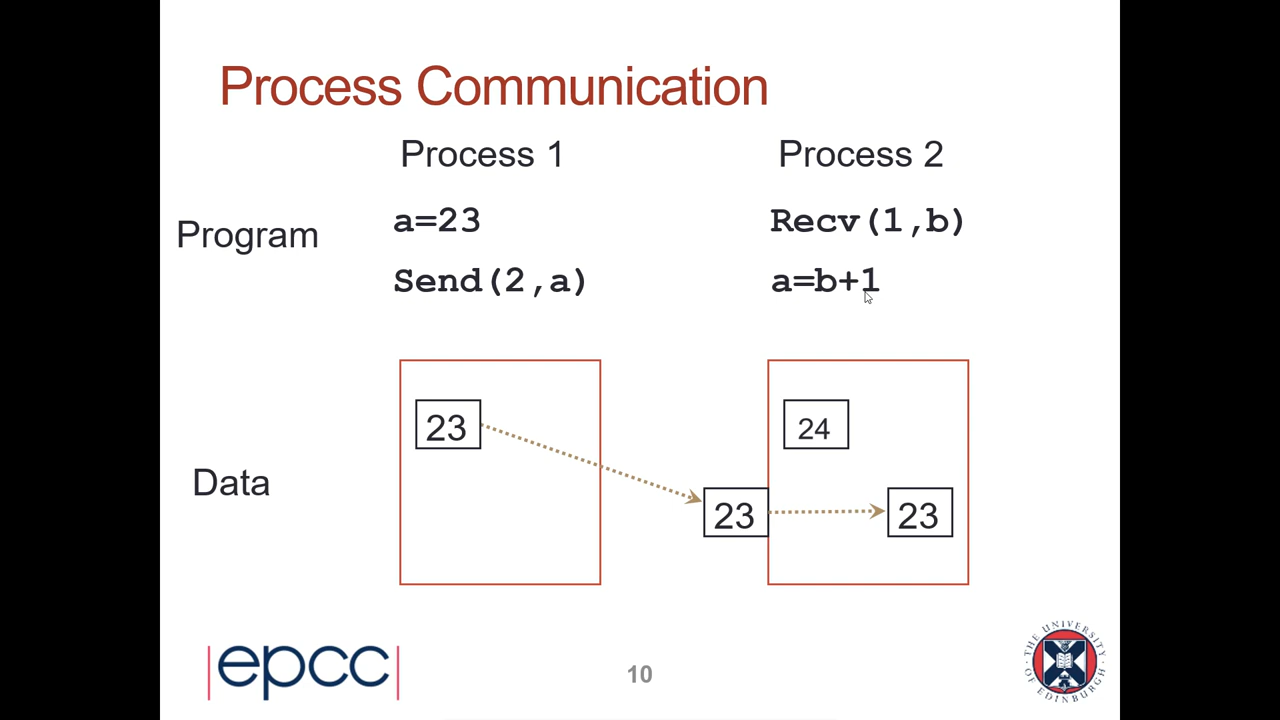 Process Communication
Process 1
Process 2
Program
a=23
Recv(1,b)
Send(2,a)
a=b+1
Data
23
24
23
23
epcc
10
THE UNIVERSITY
OF EDINBURGH